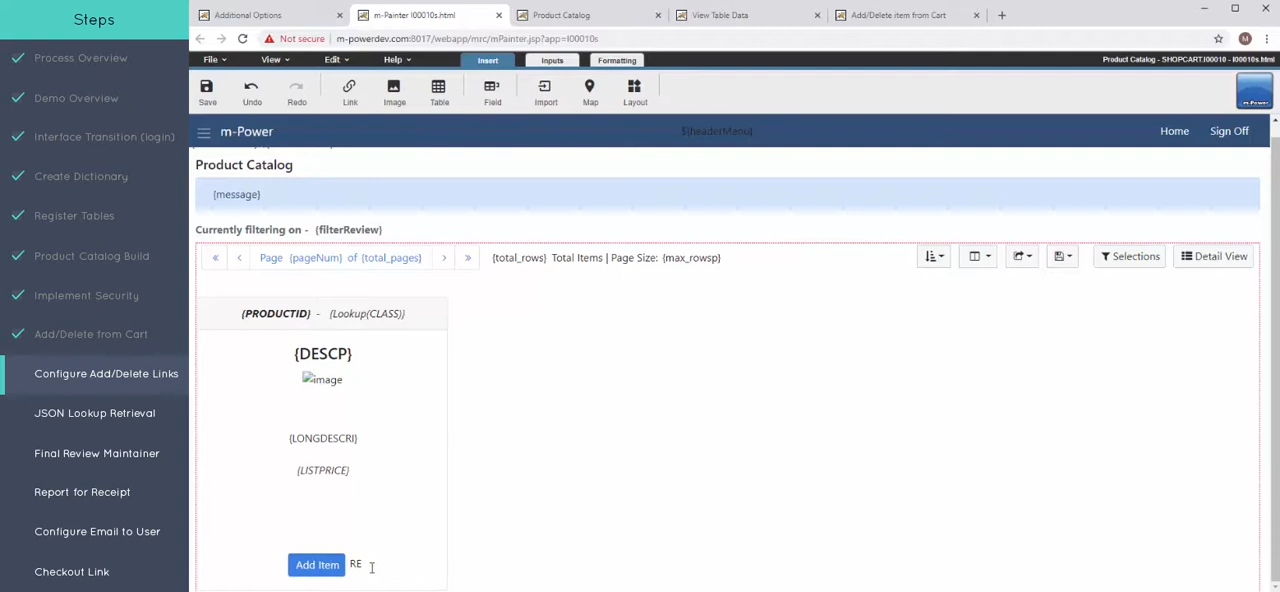 Steps
Process Overview
Demo Overview
Interface Transition (login)
Create Dictionary
Register Tables
Product Catalog Build
Implement Security
Add/Delete from Cart
Configure Add/Delete Links
JSON Lookup Retrieval
Final Review Maintainer
Report for Receipt
Configure Email to User
Checkout Link
Additional Options
m-Painter I00010s.html
Product Catalog
View Table Data
Add/Delete item from Cart
Not secure
m-powerdev.com:8017/webapp/mrc/mPainter.jsp?app=I00010s
M
File View Edit Help Insert Inputs Formatting
Product Catalog - SHOPCART.I00010 - I00010s.html
Save Undo Redo Link Image Table Field Import Map Layout
m-Power
m-Power
${headerMenu}
Home Sign Off
Product Catalog
{message}
Currently filtering on - {filterReview}
« ‹ Page {pageNum} of {total_pages} › » {total_rows} Total Items | Page Size: {max_rowsp}
Selections Detail View
{PRODUCTID} - {Lookup(CLASS)}
{DESCP}
image
{LONGDESCRI}
{LISTPRICE}
Add Item RE